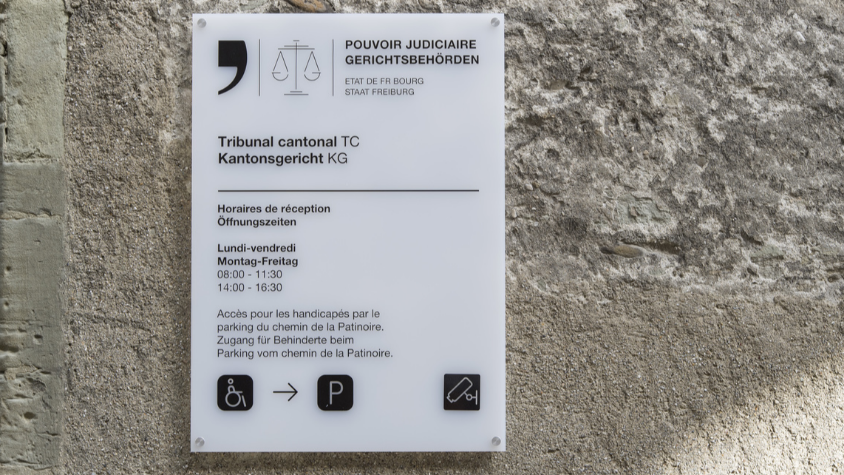 POUVOIR JUDICIAIRE
GERICHTSBEHÖRDEN
ETAT DE FR BOURG
STAAT FREIBURG
Tribunal cantonal TC
Kantonsgericht KG
Horaires de réception
Öffnungszeiten
Lundi-vendredi
Montag-Freitag
08:00 - 11:30
14:00 - 16:30
Accès pour les handicapés par le
parking du chemin de la Patinoire.
Zugang für Behinderte beim
Parking vom chemin de la Patinoire.
P